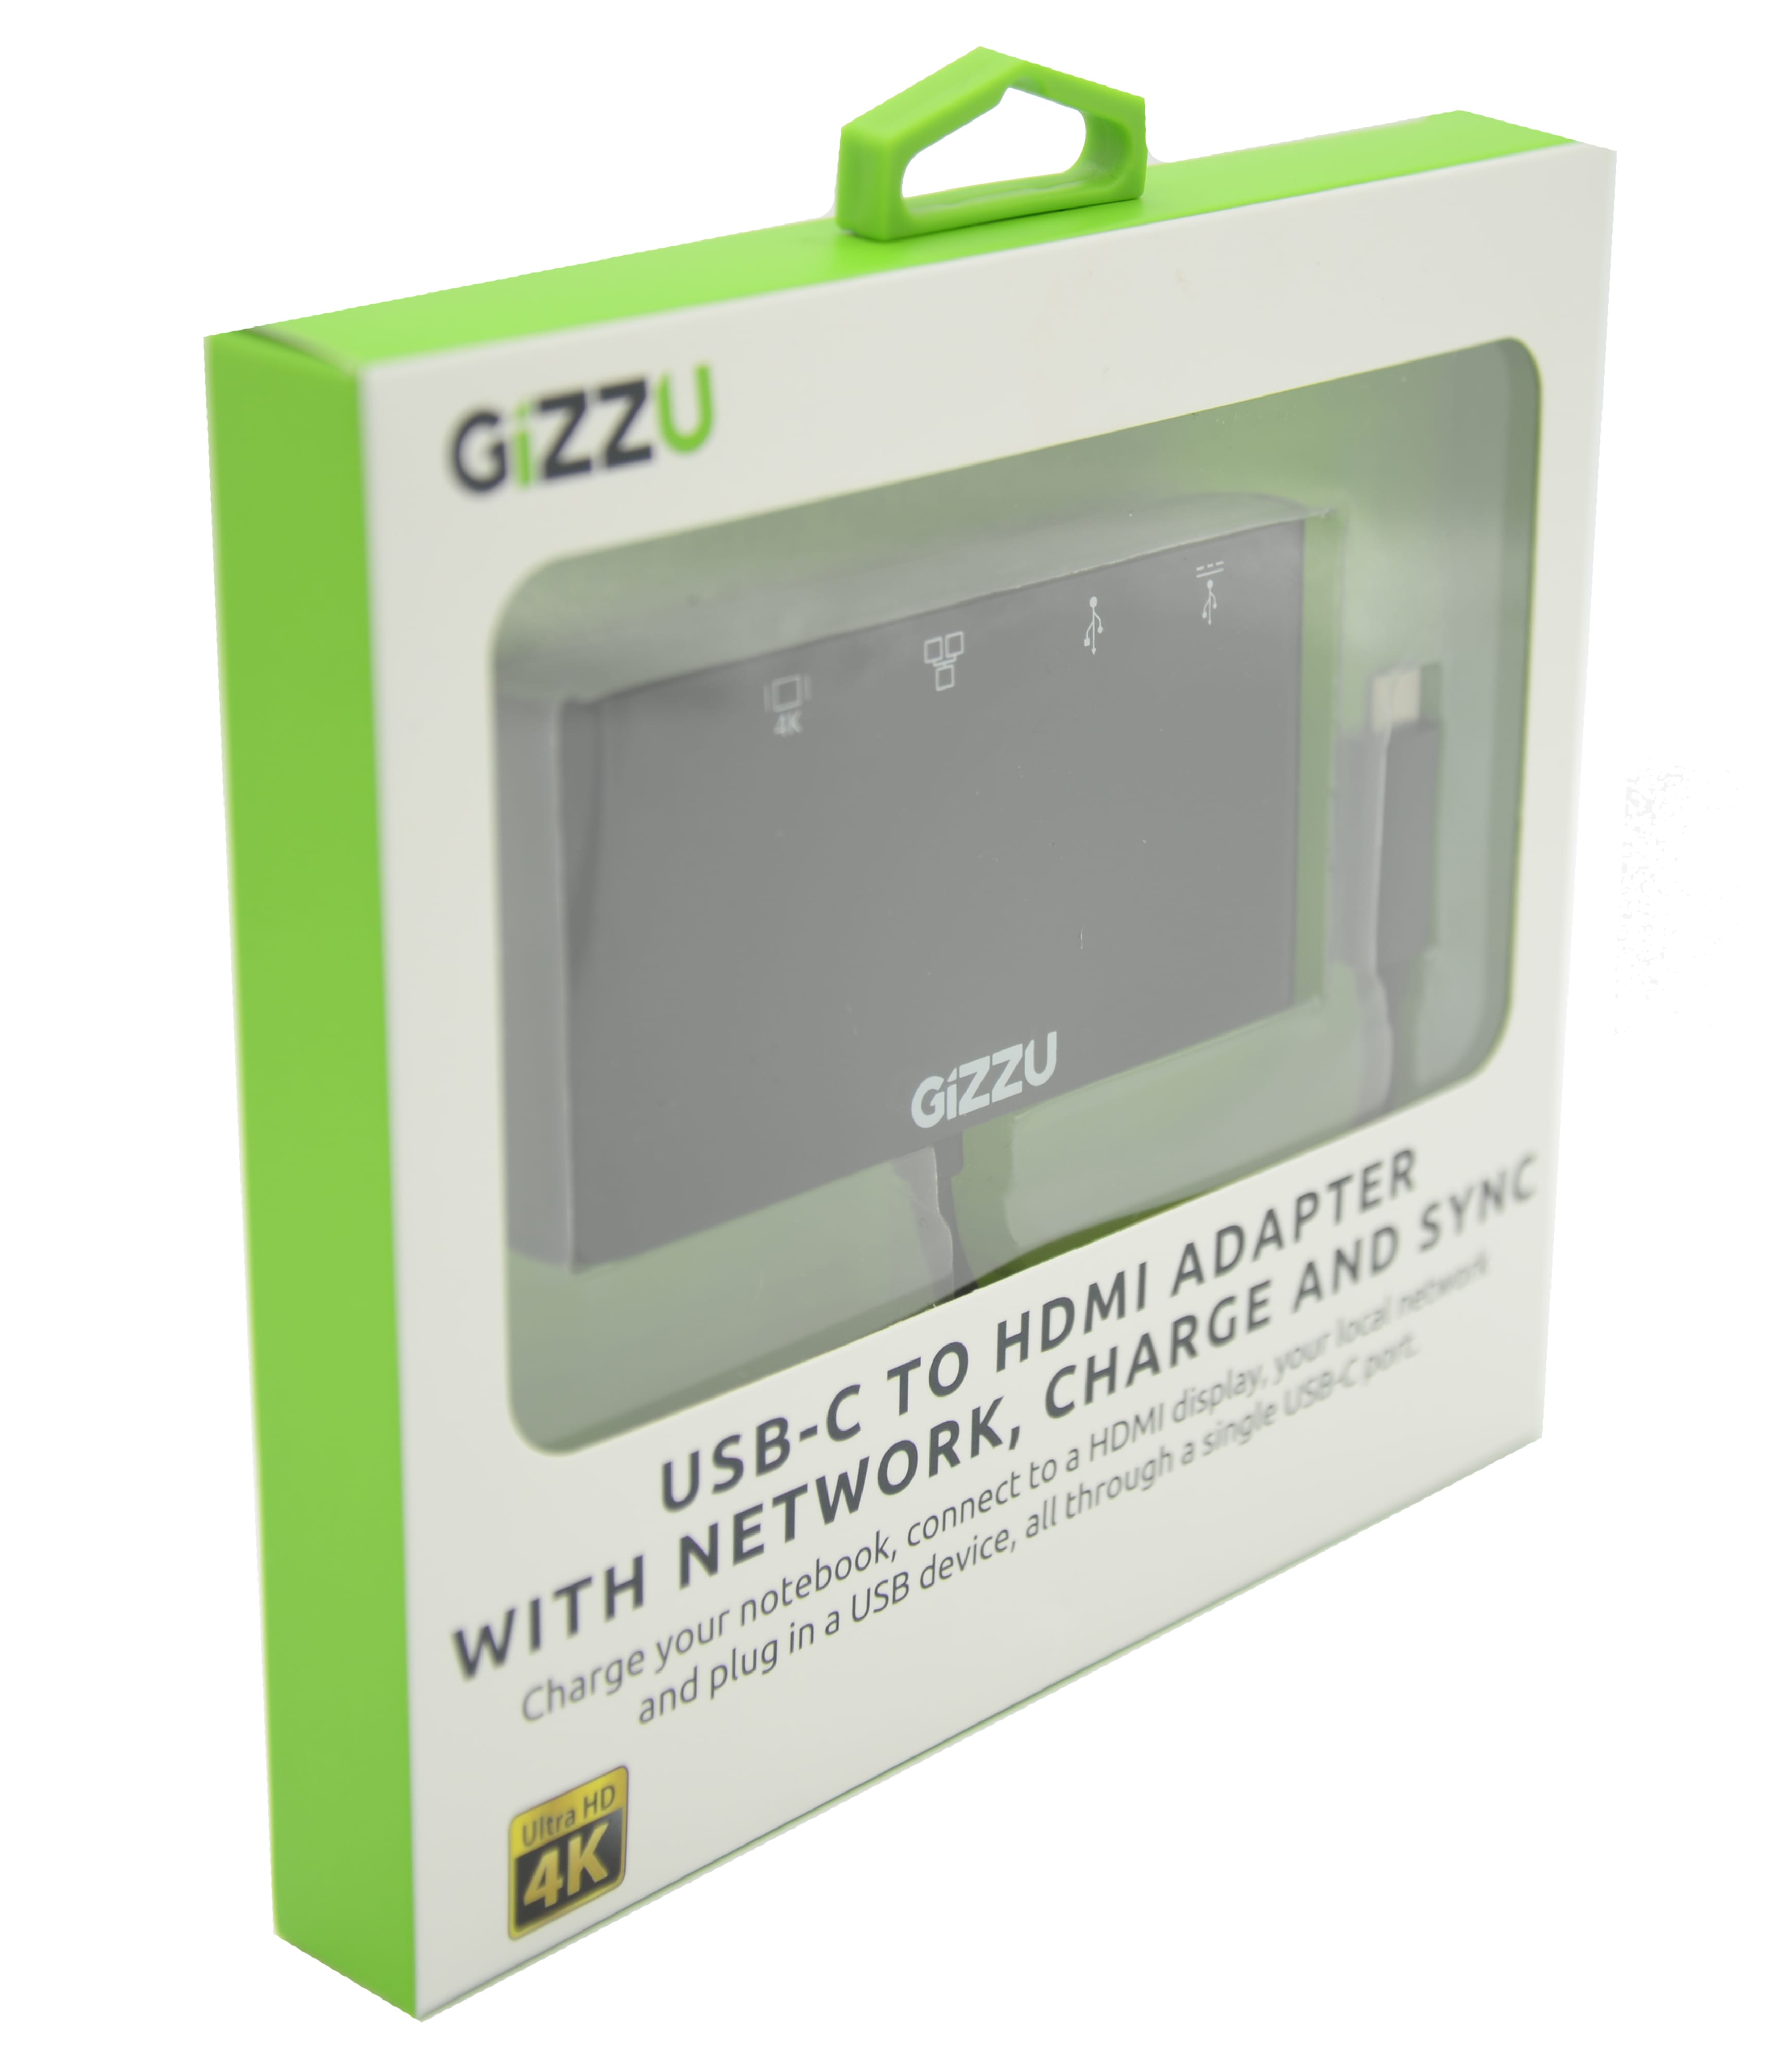 GiZZU
4K
GiZZU
USB-C TO HDMI ADAPTER
WITH NETWORK, CHARGE AND SYNC
Charge your notebook, connect to a HDMI display, your local network
and plug in a USB device, all through a single USB-C port.
Ultra HD
4K